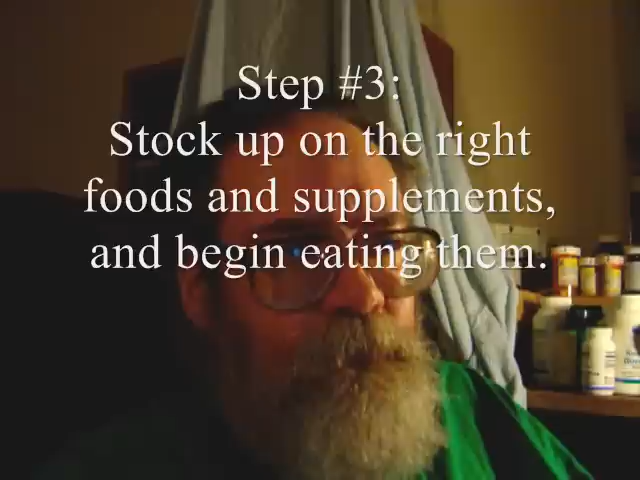 Step #3:
Stock up on the right
foods and supplements,
and begin eating them.